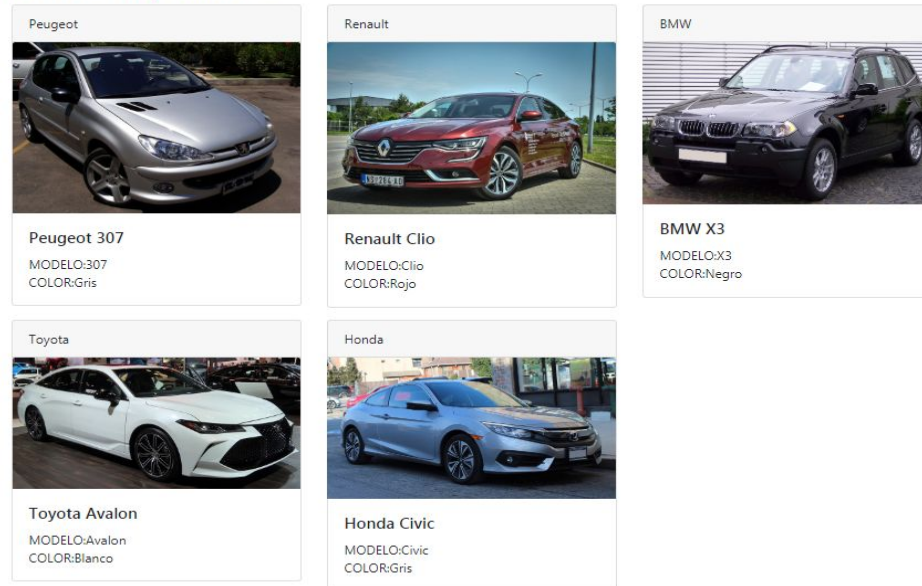 Peugeot
Peugeot 307
MODELO:307
COLOR:Gris
Renault
Renault Clio
MODELO:Clio
COLOR:Rojo
BMW
BMW X3
MODELO:X3
COLOR:Negro
Toyota
Toyota Avalon
MODELO:Avalon
COLOR:Blanco
Honda
Honda Civic
MODELO:Civic
COLOR:Gris